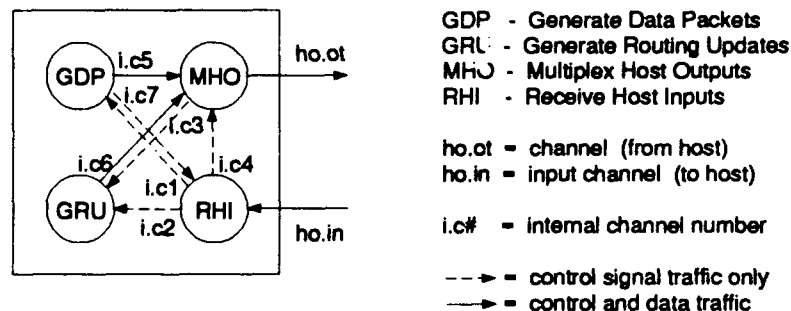 GDP
i.c5
MHO
ho.ot
i.c7
i.c3
i.c6
i.c4
i.c1
GRU
i.c2
RHI
ho.in
GDP - Generate Data Packets
GRU - Generate Routing Updates
MHO - Multiplex Host Outputs
RHI - Receive Host Inputs
ho.ot = channel (from host)
ho.in = input channel (to host)
i.c# = internal channel number
= control signal traffic only
= control and data traffic